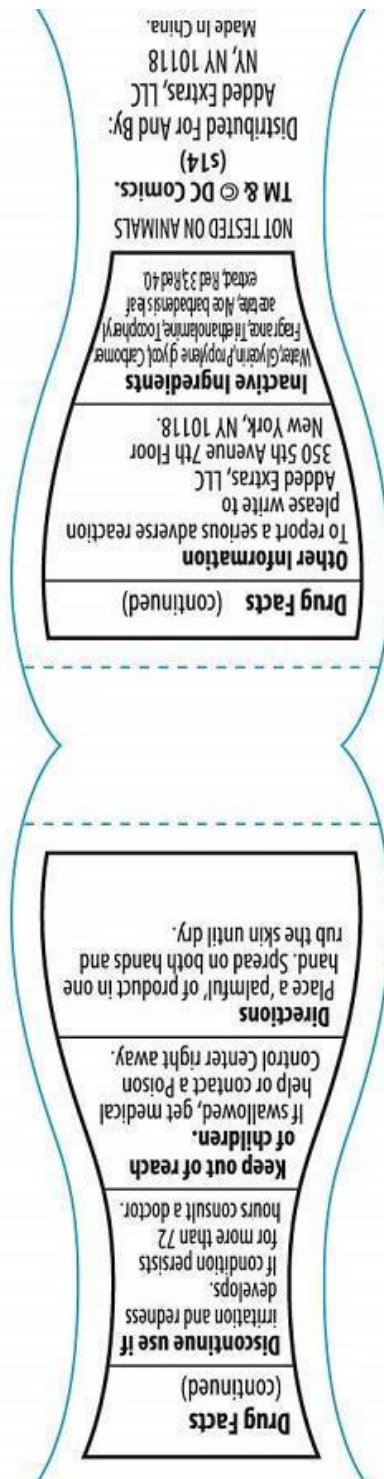 Drug Facts
(continued)
Discontinue use if
irritation and redness
develops.
If condition persists
for more than 72
hours consult a doctor.
Keep out of reach
of children.
If swallowed, get medical
help or contact a Poison
Control Center right away.
Directions
Place a 'palmful' of product in one
hand. Spread on both hands and
rub the skin until dry.
Drug Facts (continued)
Other Information
To report a serious adverse reaction
please write to
Added Extras, LLC
350 5th Avenue 7th Floor
New York, NY 10118.
Inactive Ingredients
Water, Glycerin, Propylene glycol, Carbomer
Fragrance, Triethanolamine, Tocopheryl
acetate, Aloe barbadensis leaf
extract, Red 33, Red 40
NOT TESTED ON ANIMALS
TM & © DC Comics.
(s14)
Distributed For And By:
Added Extras, LLC
NY, NY 10118
Made In China.